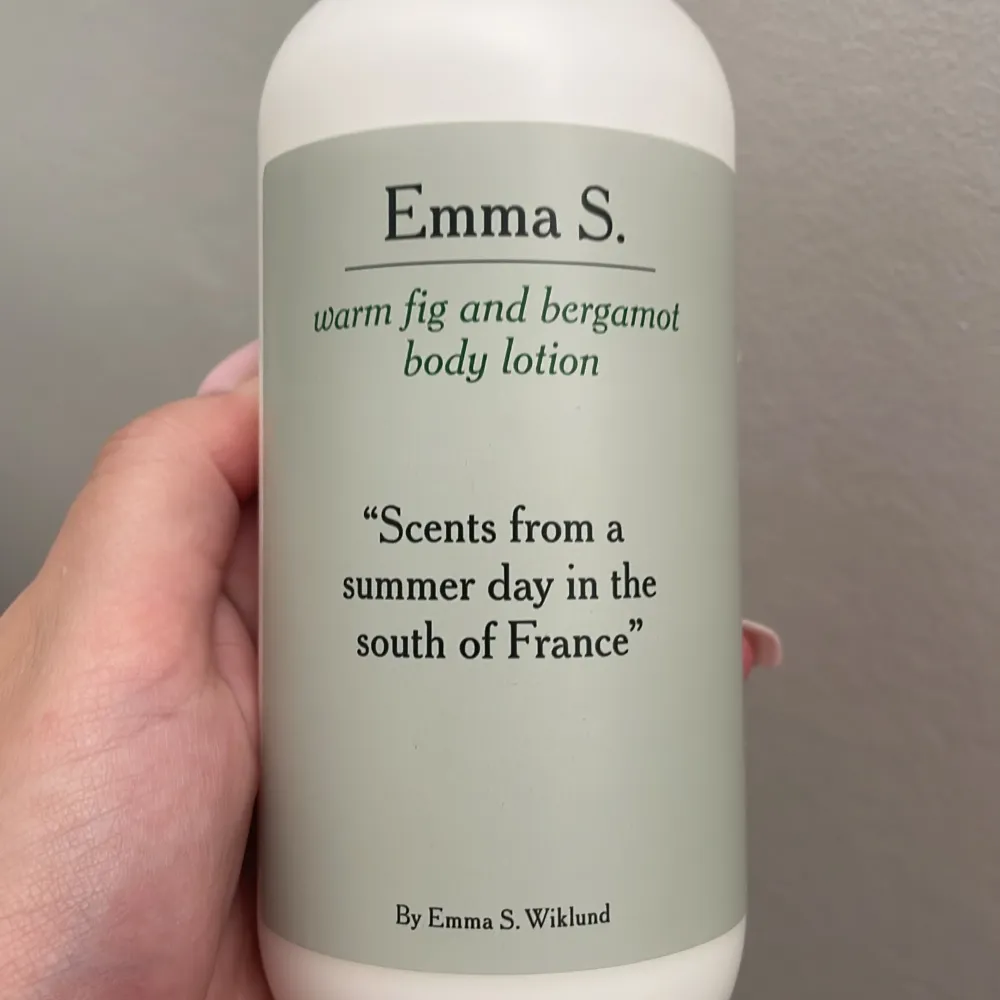 Emma S.
warm fig and bergamot
body lotion
“Scents from a
summer day in the
south of France”
By Emma S. Wiklund